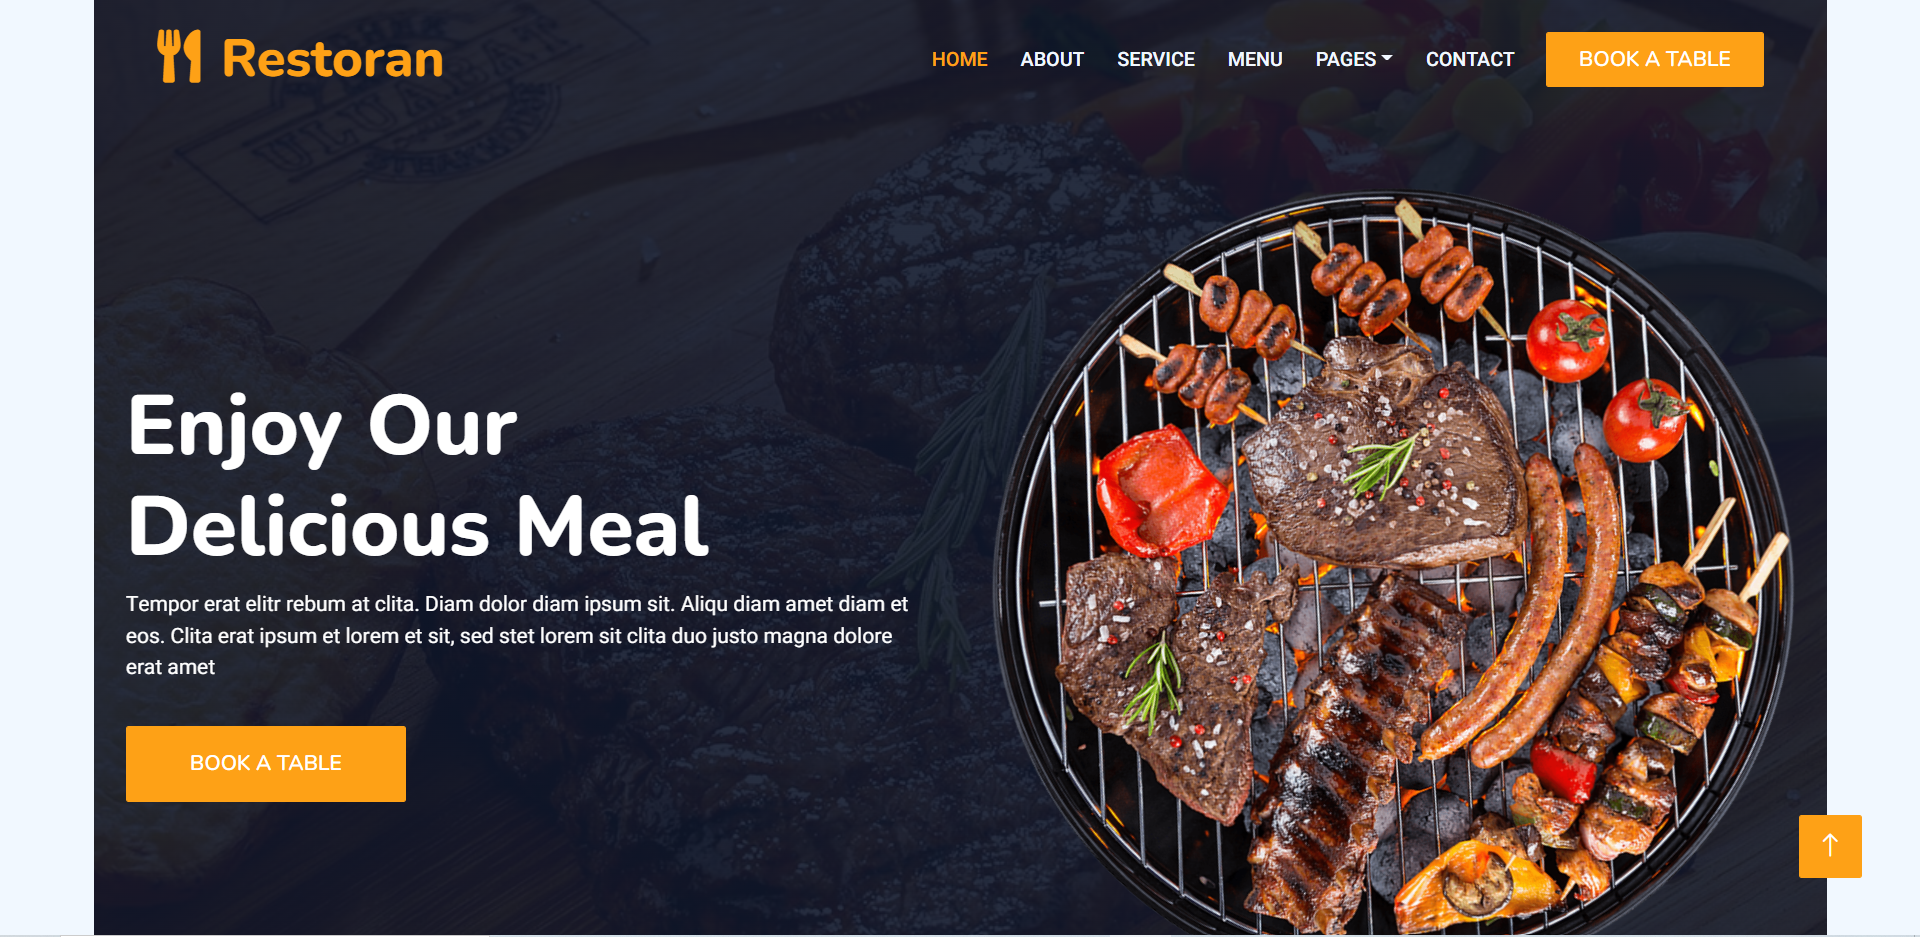 Restoran
HOME ABOUT SERVICE MENU PAGES CONTACT BOOK A TABLE
Enjoy Our
Delicious Meal
Tempor erat elitr rebum at clita. Diam dolor diam ipsum sit. Aliqu diam amet diam et
eos. Clita erat ipsum et lorem et sit, sed stet lorem sit clita duo justo magna dolore
erat amet
BOOK A TABLE